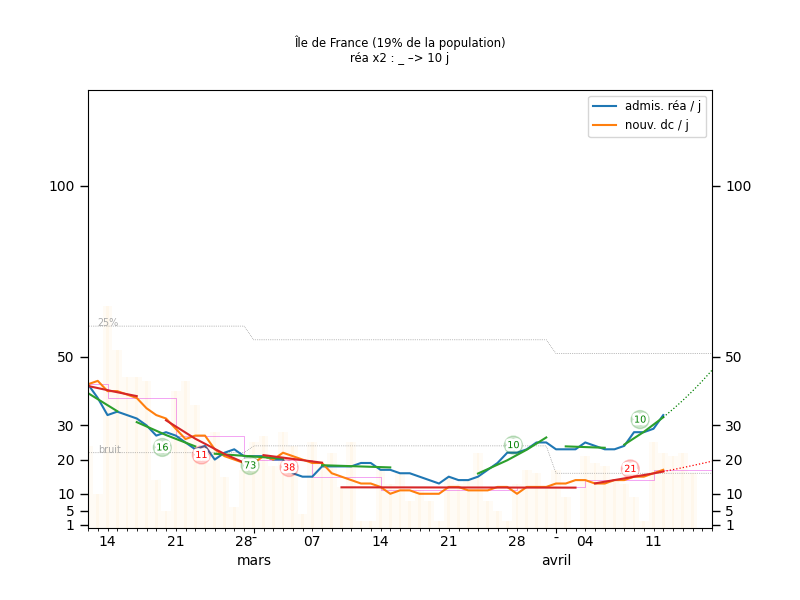 Île de France (19% de la population)
réa x2 : _ –> 10 j
admis. réa / j
nouv. dc / j
100 100
25%
50 50
30 30
bruit
20 20
10 10
5 5
1 1
16
11
73
38
10
10
21
14 21 28 07 14 21 28 04 11
mars avril